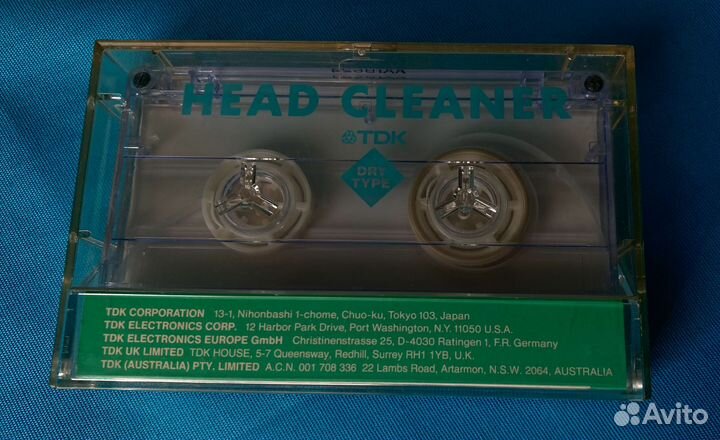 HEAD CLEANER
TDK
DRY
TYPE
TDK CORPORATION 13-1, Nihonbashi 1-chome, Chuo-ku, Tokyo 103, Japan
TDK ELECTRONICS CORP. 12 Harbor Park Drive, Port Washington, N.Y. 11050 U.S.A.
TDK ELECTRONICS EUROPE GmbH Christinenstrasse 25, D-4030 Ratingen 1, F.R. Germany
TDK UK LIMITED TDK HOUSE, 5-7 Queensway, Redhill, Surrey RH1 1YB, U.K.
TDK (AUSTRALIA) PTY. LIMITED A.C.N. 001 708 336 22 Lambs Road, Artarmon, N.S.W. 2064, AUSTRALIA
Avito